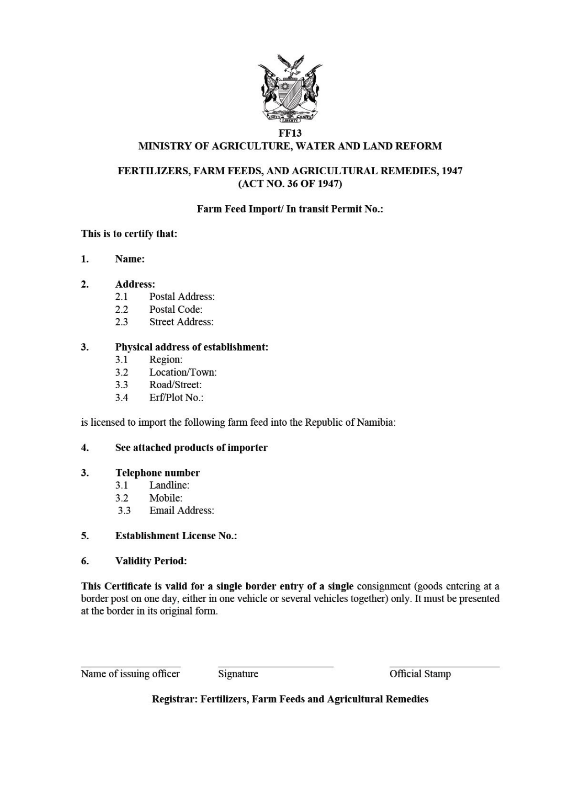 FF13
MINISTRY OF AGRICULTURE, WATER AND LAND REFORM
FERTILIZERS, FARM FEEDS, AND AGRICULTURAL REMEDIES, 1947
(ACT NO. 36 OF 1947)
Farm Feed Import/ In transit Permit No.:
This is to certify that:
1. Name:
2. Address:
2.1 Postal Address:
2.2 Postal Code:
2.3 Street Address:
3. Physical address of establishment:
3.1 Region:
3.2 Location/Town:
3.3 Road/Street:
3.4 Erf/Plot No.:
is licensed to import the following farm feed into the Republic of Namibia:
4. See attached products of importer
3. Telephone number
3.1 Landline:
3.2 Mobile:
3.3 Email Address:
5. Establishment License No.:
6. Validity Period:
This Certificate is valid for a single border entry of a single consignment (goods entering at a
border post on one day, either in one vehicle or several vehicles together) only. It must be presented
at the border in its original form.
Name of issuing officer Signature Official Stamp
Registrar: Fertilizers, Farm Feeds and Agricultural Remedies